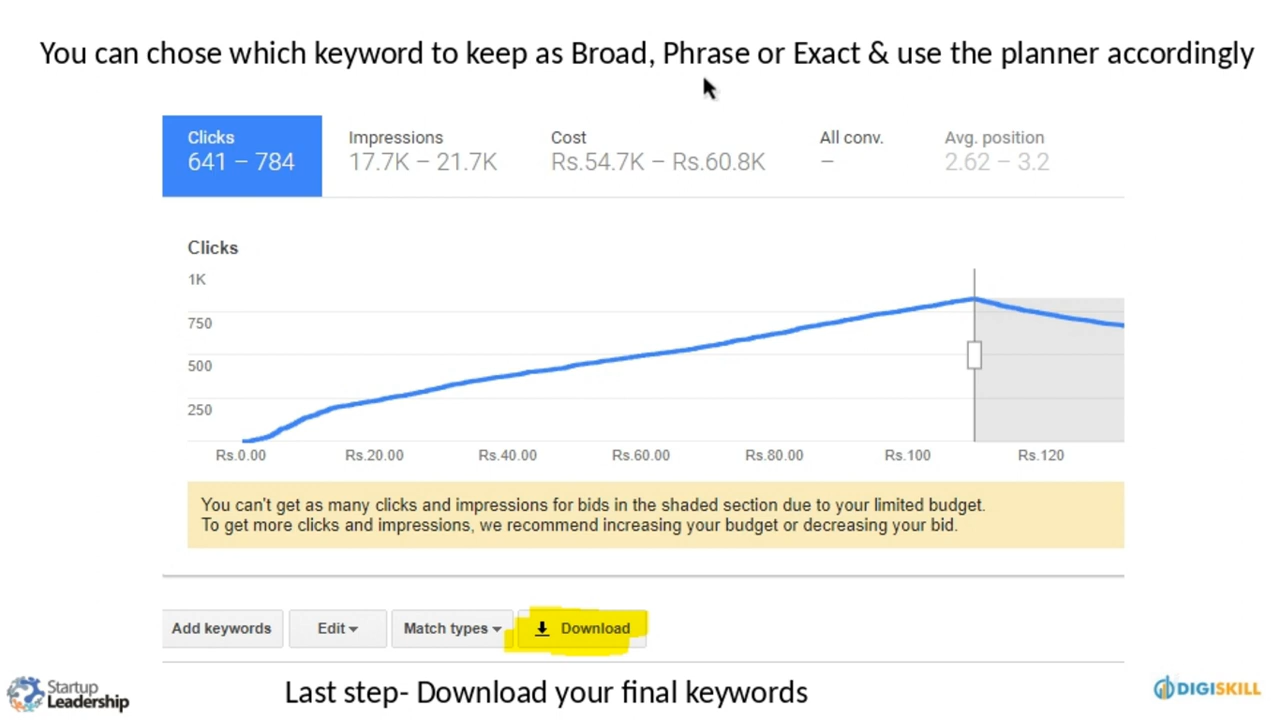 You can chose which keyword to keep as Broad, Phrase or Exact & use the planner accordingly
Clicks Impressions Cost All conv. Avg. position
641 – 784 17.7K – 21.7K Rs.54.7K – Rs.60.8K – 2.62 – 3.2
Clicks
1K
750
500
250
Rs.0.00 Rs.20.00 Rs.40.00 Rs.60.00 Rs.80.00 Rs.100 Rs.120
You can't get as many clicks and impressions for bids in the shaded section due to your limited budget.
To get more clicks and impressions, we recommend increasing your budget or decreasing your bid.
Add keywords Edit Match types Download
Startup
Leadership
Last step- Download your final keywords
DIGISKILL